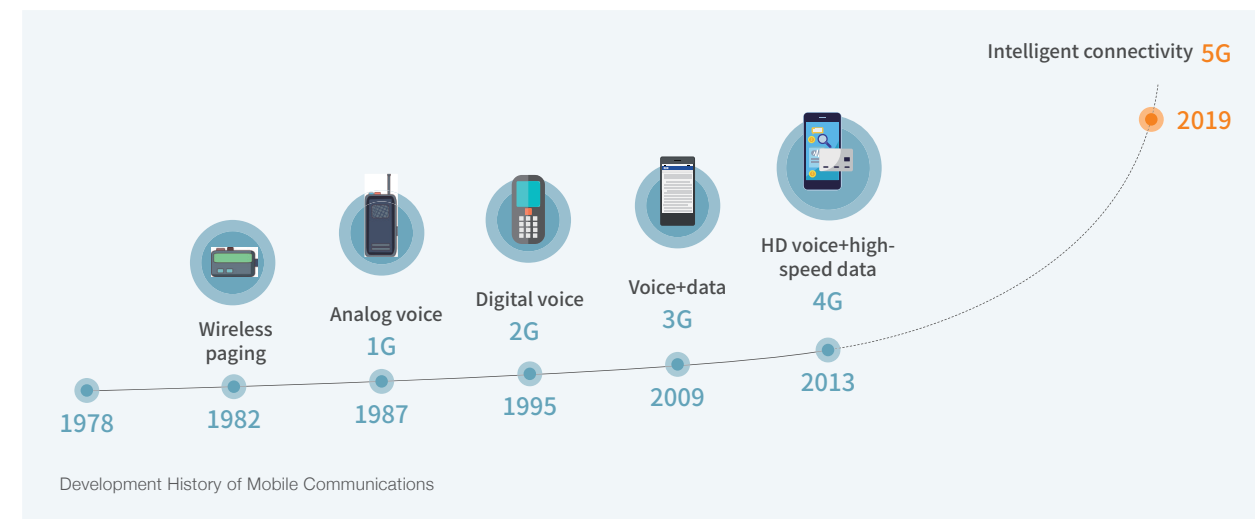 Intelligent connectivity 5G
2019
HD voice+high-
speed data
4G
Voice+data
3G
Digital voice
2G
Analog voice
1G
Wireless
paging
1978
1982
1987
1995
2009
2013
Development History of Mobile Communications